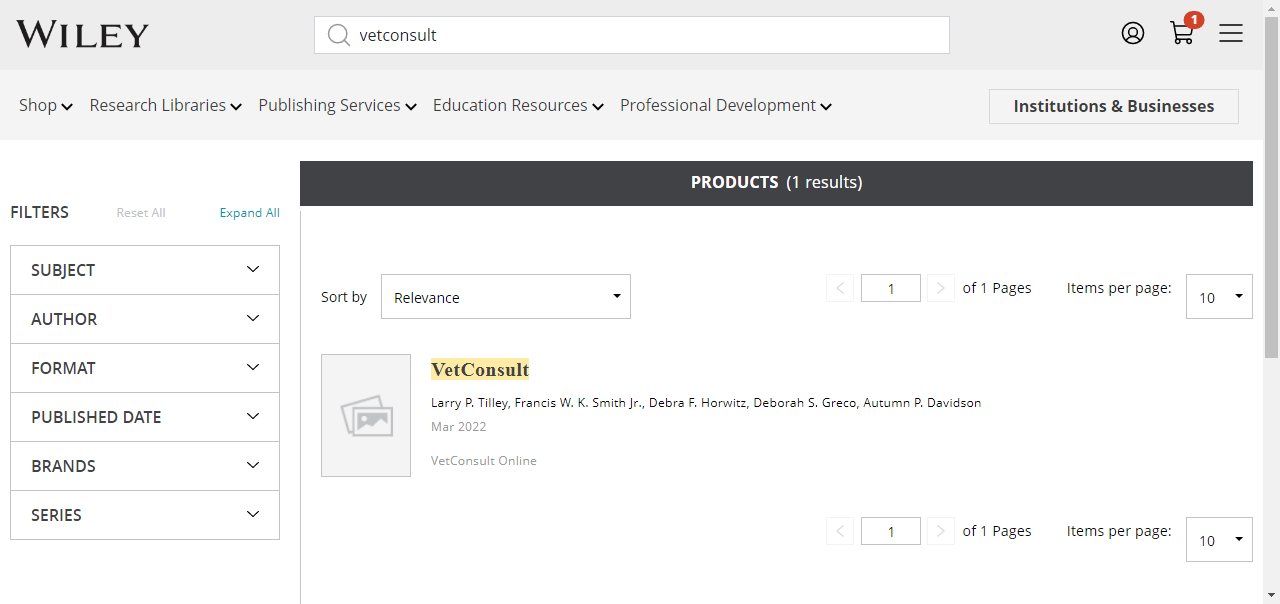 WILEY
vetconsult
1
Shop Research Libraries Publishing Services Education Resources Professional Development Institutions & Businesses
PRODUCTS (1 results)
FILTERS Reset All Expand All
SUBJECT
AUTHOR
FORMAT
PUBLISHED DATE
BRANDS
SERIES
Sort by Relevance 1 of 1 Pages Items per page: 10
VetConsult
Larry P. Tilley, Francis W. K. Smith Jr., Debra F. Horwitz, Deborah S. Greco, Autumn P. Davidson
Mar 2022
VetConsult Online
1 of 1 Pages Items per page: 10